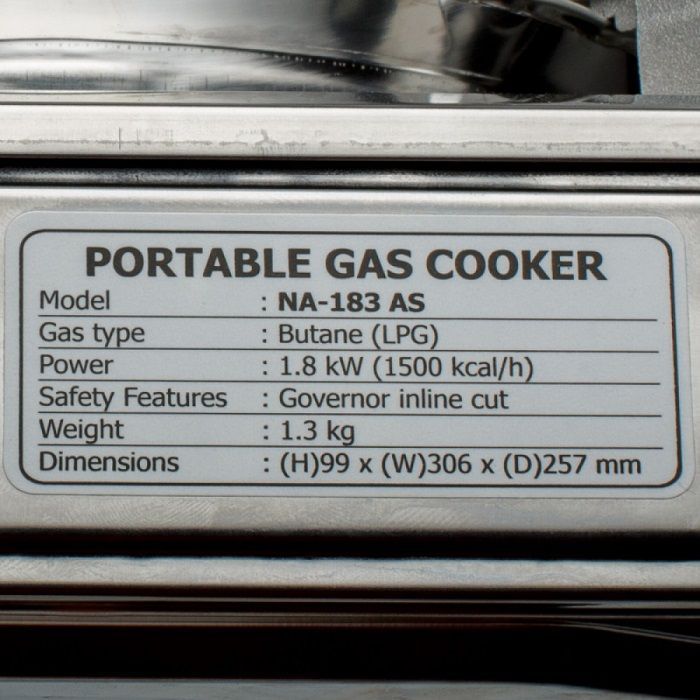 PORTABLE GAS COOKER
Model : NA-183 AS
Gas type : Butane (LPG)
Power : 1.8 kW (1500 kcal/h)
Safety Features : Governor inline cut
Weight : 1.3 kg
Dimensions : (H)99 x (W)306 x (D)257 mm